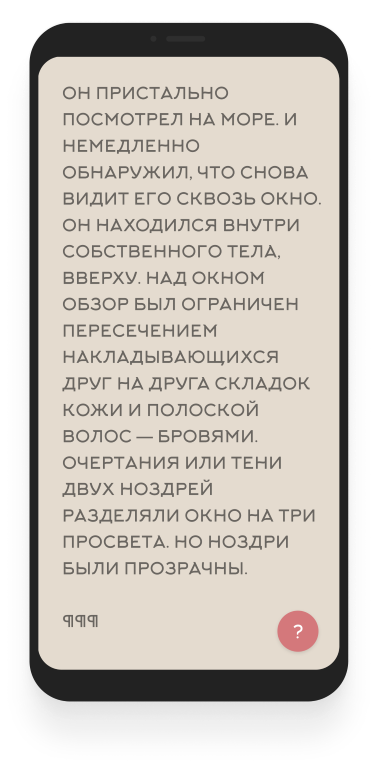 ОН ПРИСТАЛЬНО
ПОСМОТРЕЛ НА МОРЕ. И
НЕМЕДЛЕННО
ОБНАРУЖИЛ, ЧТО СНОВА
ВИДИТ ЕГО СКВОЗЬ ОКНО.
ОН НАХОДИЛСЯ ВНУТРИ
СОБСТВЕННОГО ТЕЛА,
ВВЕРХУ. НАД ОКНОМ
ОБЗОР БЫЛ ОГРАНИЧЕН
ПЕРЕСЕЧЕНИЕМ
НАКЛАДЫВАЮЩИХСЯ
ДРУГ НА ДРУГА СКЛАДОК
КОЖИ И ПОЛОСКОЙ
ВОЛОС — БРОВЯМИ.
ОЧЕРТАНИЯ ИЛИ ТЕНИ
ДВУХ НОЗДРЕЙ
РАЗДЕЛЯЛИ ОКНО НА ТРИ
ПРОСВЕТА. НО НОЗДРИ
БЫЛИ ПРОЗРАЧНЫ.
¶¶¶
?